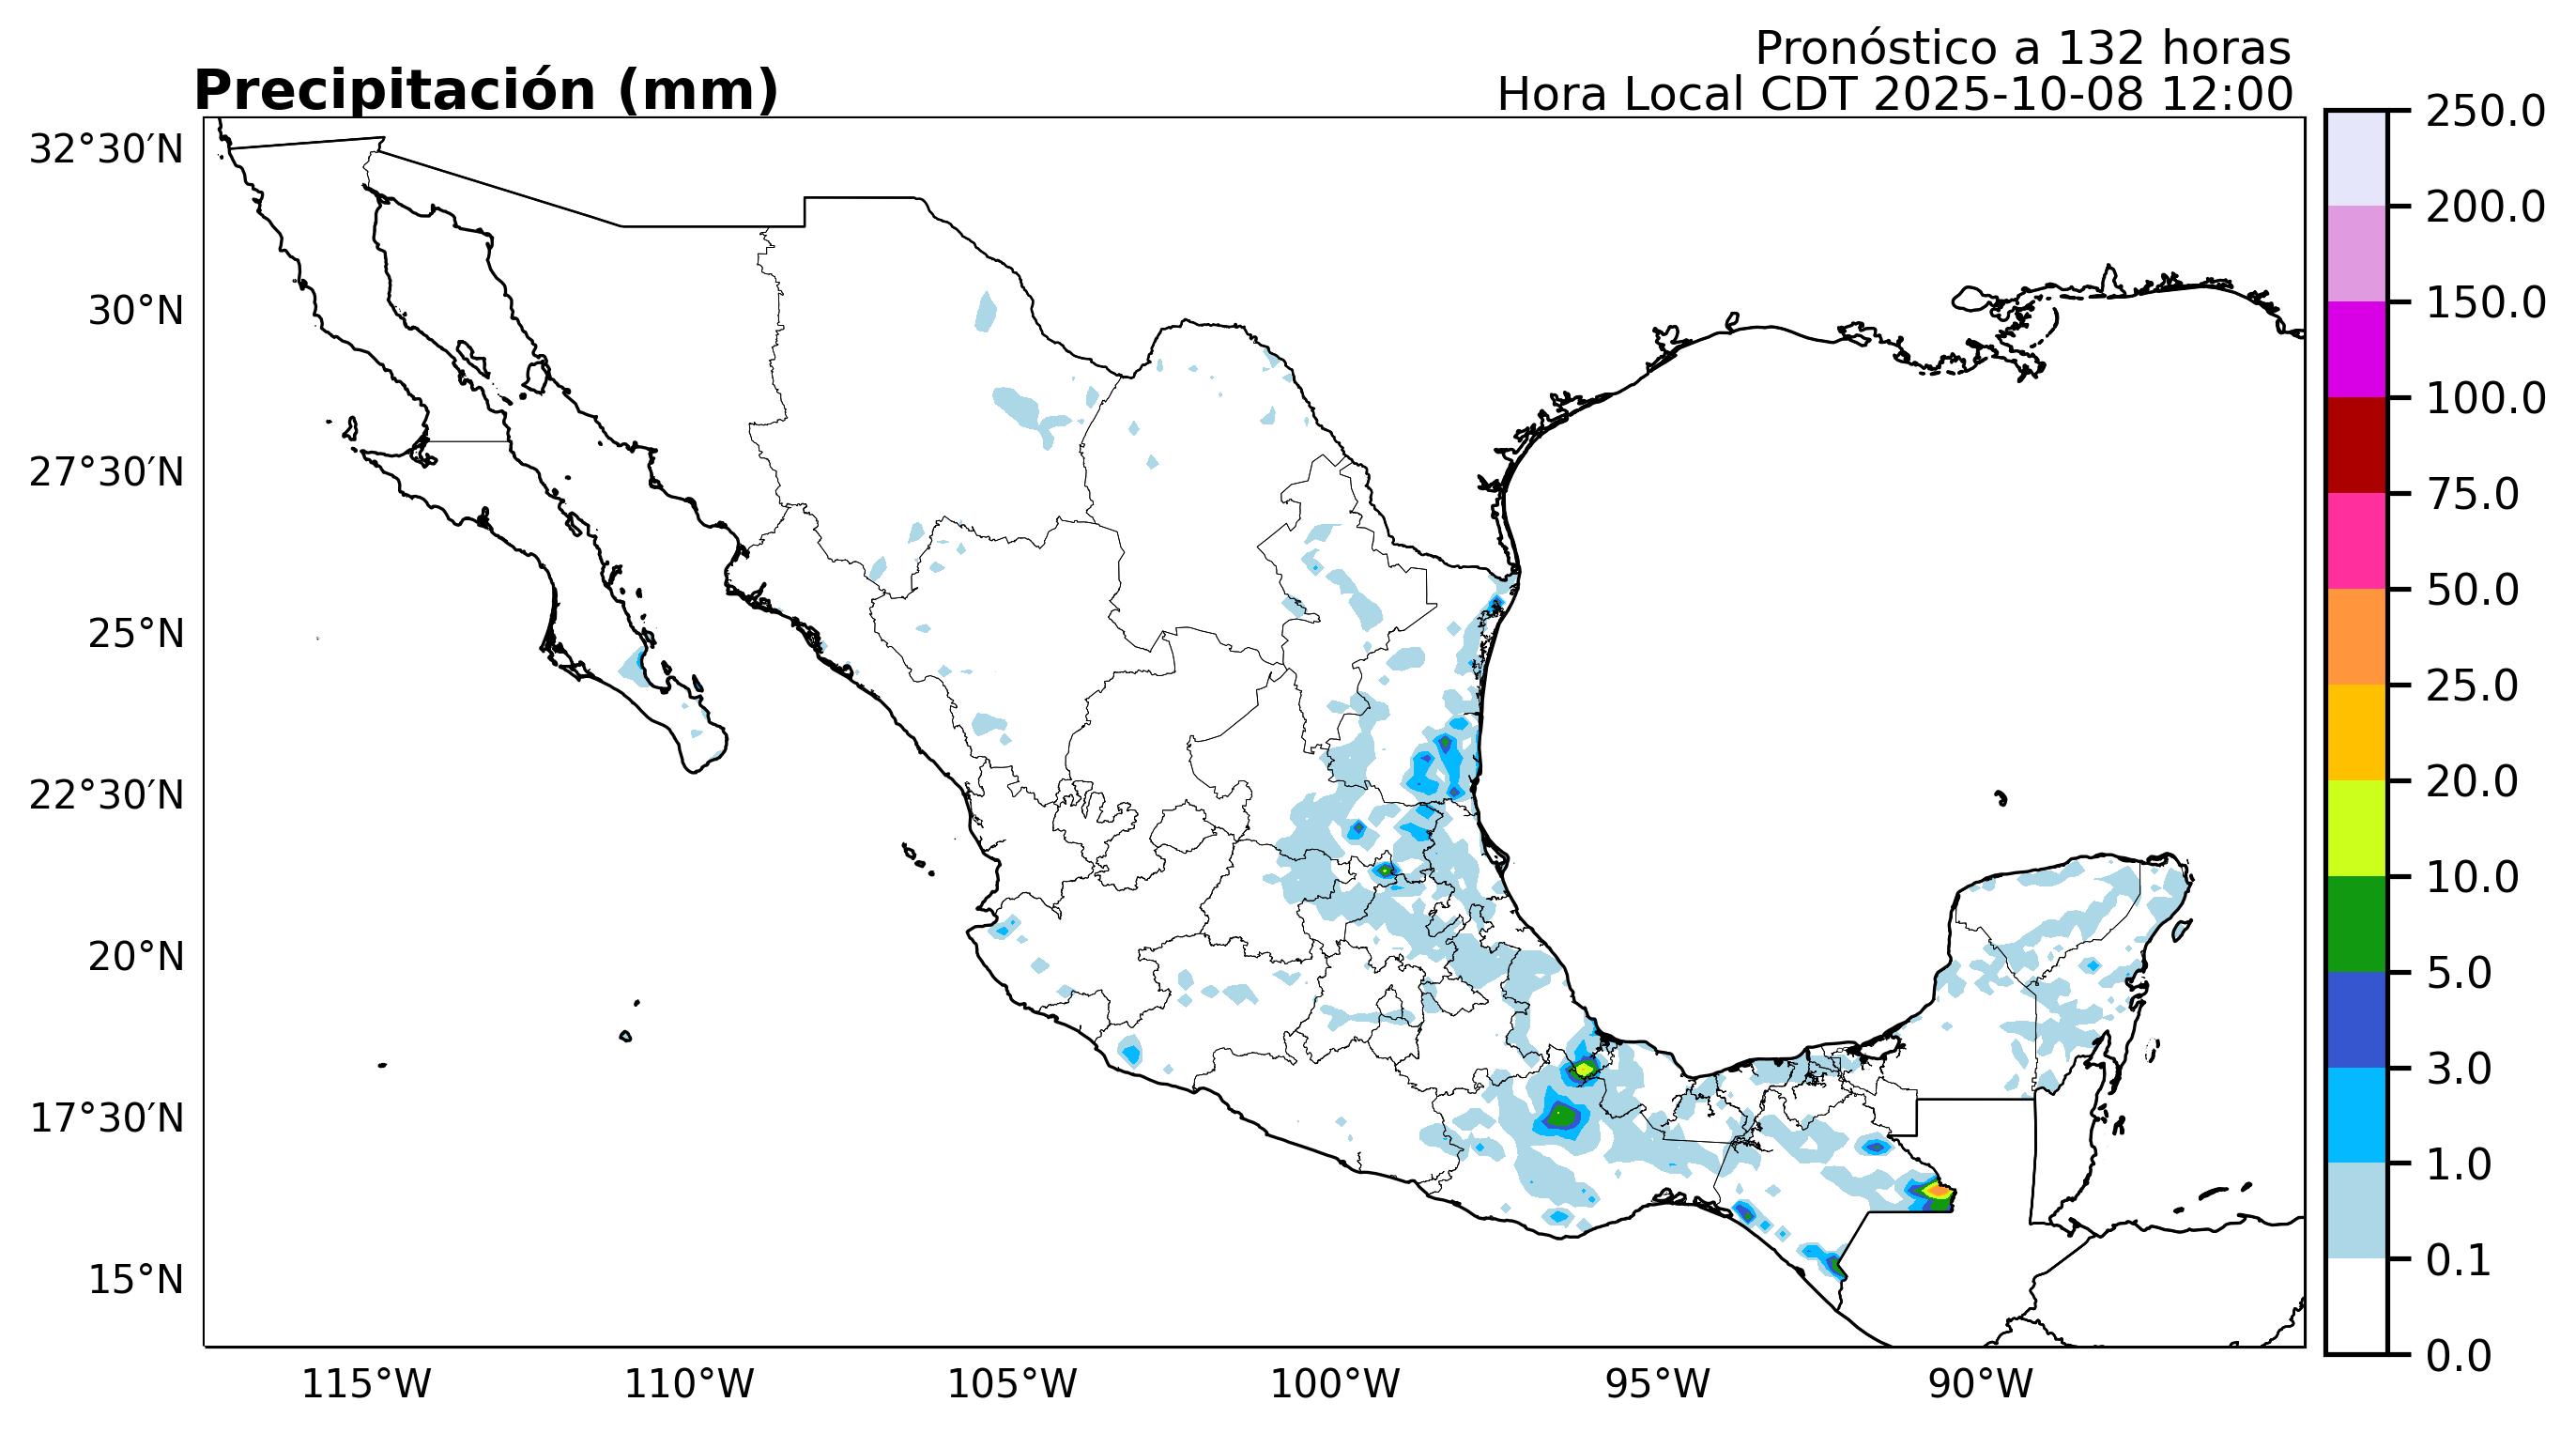 Pronóstico a 132 horas
Precipitación (mm)
Hora Local CDT 2025-10-08 12:00
32°30′N
30°N
27°30′N
25°N
22°30′N
20°N
17°30′N
15°N
115°W
110°W
105°W
100°W
95°W
90°W
250.0
200.0
150.0
100.0
75.0
50.0
25.0
20.0
10.0
5.0
3.0
1.0
0.1
0.0